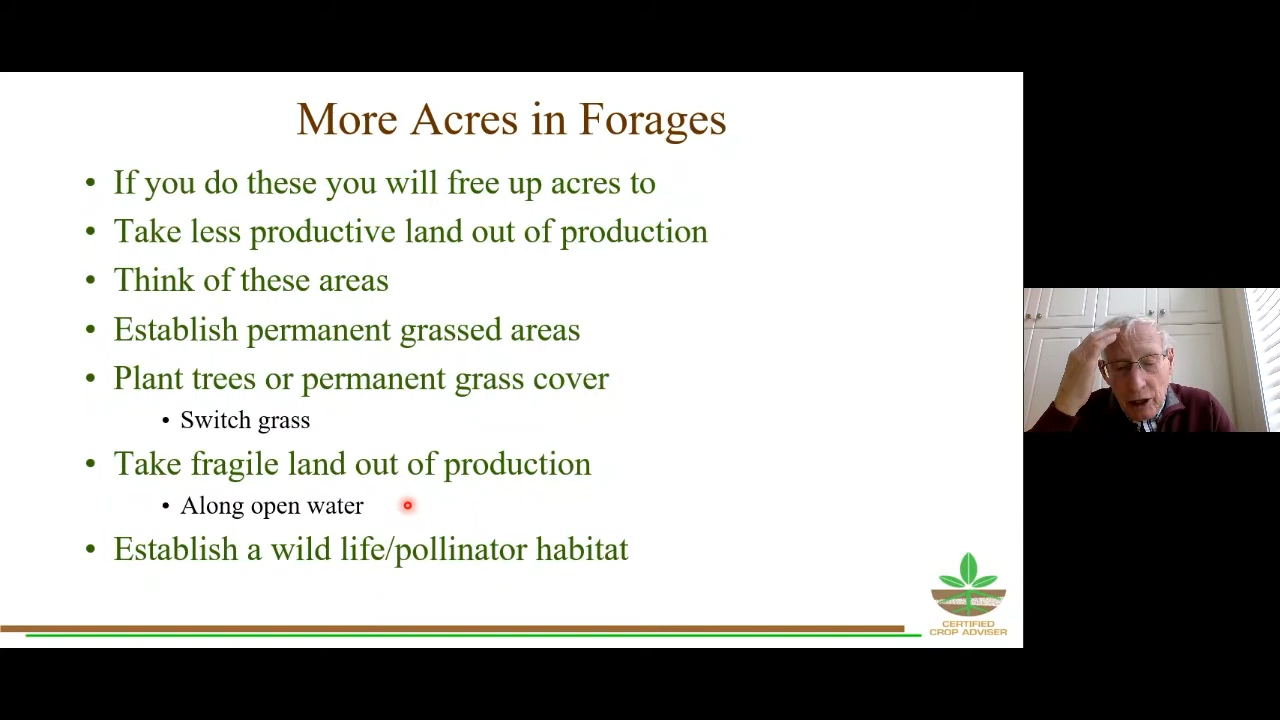 More Acres in Forages
• If you do these you will free up acres to
• Take less productive land out of production
• Think of these areas
• Establish permanent grassed areas
• Plant trees or permanent grass cover
• Switch grass
• Take fragile land out of production
• Along open water
• Establish a wild life/pollinator habitat
CERTIFIED
CROP ADVISER